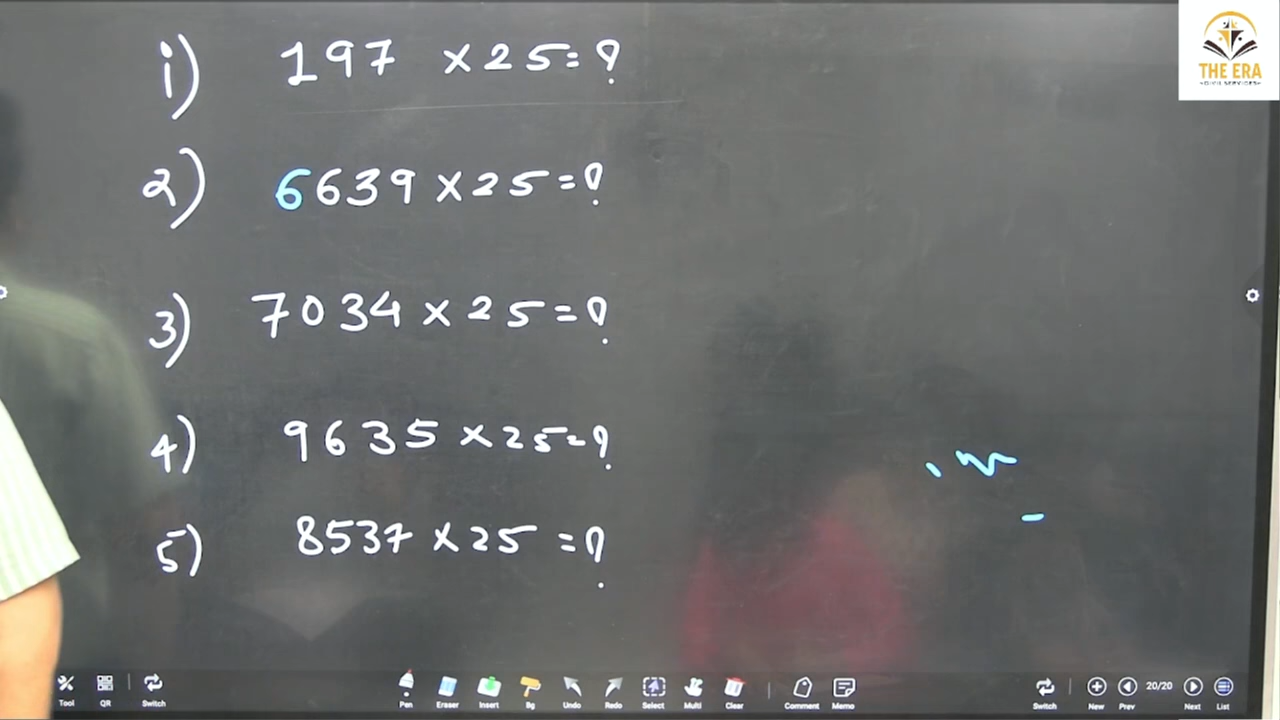 THE ERA
1) 197 × 25 = ?
2) 6639 × 25 = ?
3) 7034 × 25 = ?
4) 9635 × 25 = ?
5) 8537 × 25 = ?
Tool QR Switch Pen Eraser Insert Bg Undo Redo Select Multi Clear Comment Memo Switch New Prev 20/20 Next List